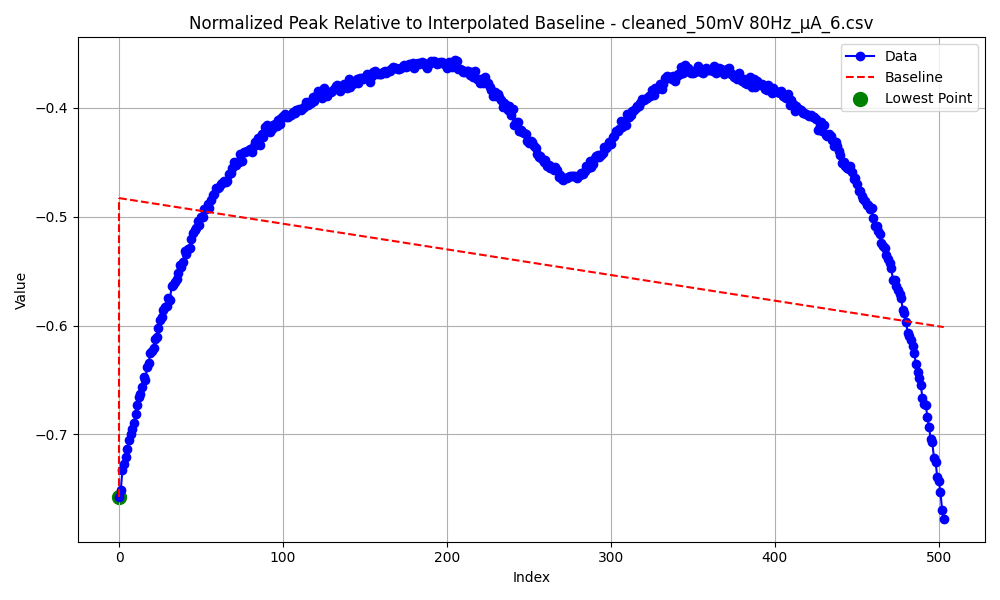 Normalized Peak Relative to Interpolated Baseline - cleaned_50mV 80Hz_μA_6.csv
Data
Baseline
Lowest Point
−0.4
−0.5
−0.6
−0.7
Value
0 100 200 300 400 500
Index